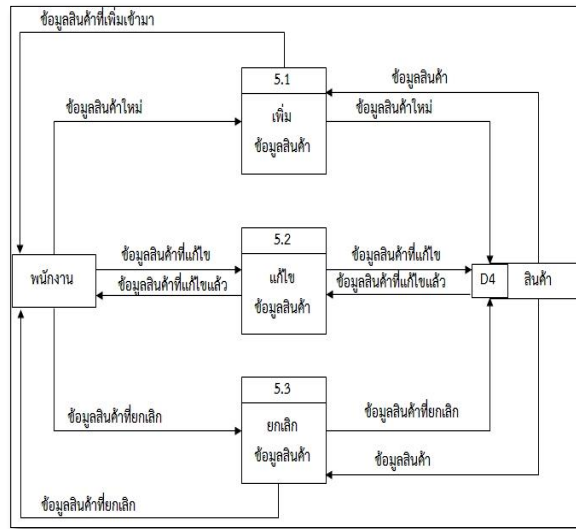 ข้อมูลสินค้าที่เพิ่มเข้ามา
5.1
ข้อมูลสินค้า
ข้อมูลสินค้าใหม่
เพิ่ม
ข้อมูลสินค้าใหม่
ข้อมูลสินค้า
5.2
ข้อมูลสินค้าที่แก้ไข
ข้อมูลสินค้าที่แก้ไข
พนักงาน
แก้ไข
D4
สินค้า
ข้อมูลสินค้าที่แก้ไขแล้ว
ข้อมูลสินค้าที่แก้ไขแล้ว
ข้อมูลสินค้า
5.3
ข้อมูลสินค้าที่ยกเลิก
ยกเลิก
ข้อมูลสินค้าที่ยกเลิก
ข้อมูลสินค้า
ข้อมูลสินค้า
ข้อมูลสินค้าที่ยกเลิก